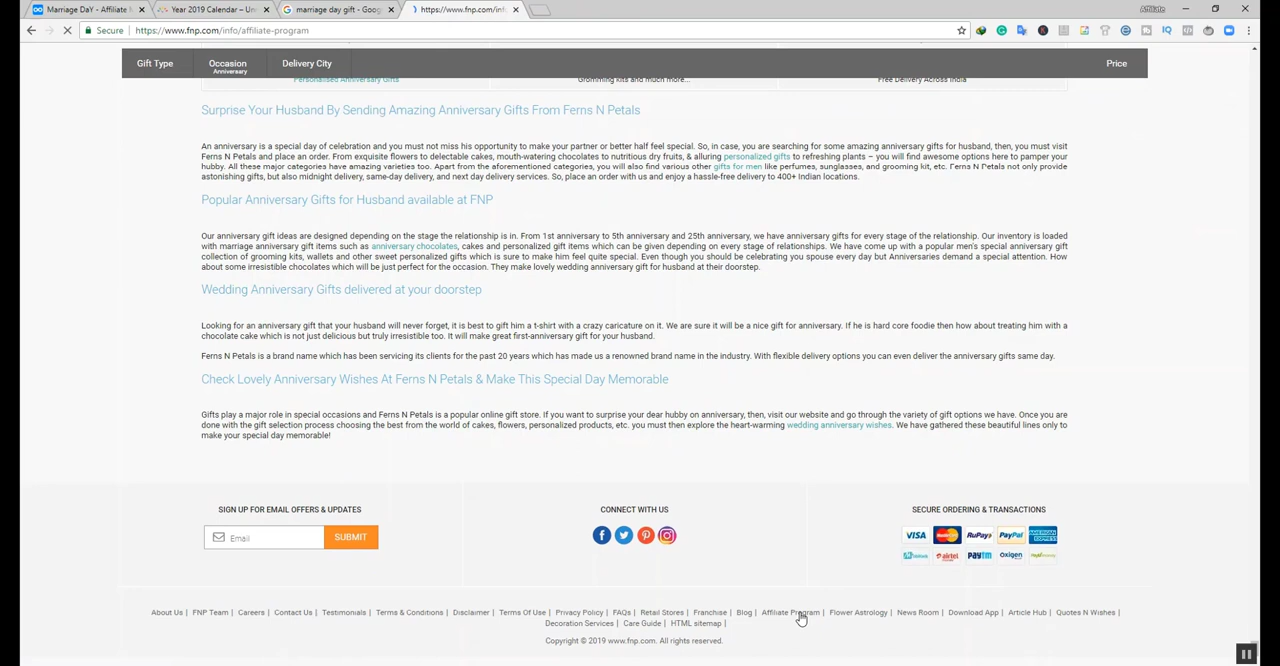 Marriage DaY - Affiliate M
Year 2019 Calendar – Un
marriage day gift - Goog
https://www.fnp.com/inf
Affiliate
Secure
https://www.fnp.com/info/affiliate-program
Gift Type
Occasion
Anniversary
Delivery City
Price
Personalised Anniversary Gifts
Gromming kits and much more...
Free Delivery Across India
Surprise Your Husband By Sending Amazing Anniversary Gifts From Ferns N Petals
An anniversary is a special day of celebration and you must not miss his opportunity to make your partner or better half feel special. So, in case, you are searching for some amazing anniversary gifts for husband, then, you must visit
Ferns N Petals and place an order. From exquisite flowers to delectable cakes, mouth-watering chocolates to nutritious dry fruits, & alluring personalized gifts to refreshing plants – you will find awesome options here to pamper your
hubby. All these major categories have amazing varieties too. Apart from the aforementioned categories, you will also find various other gifts for men like perfumes, sunglasses, and grooming kit, etc. Ferns N Petals not only provide
astonishing gifts, but also midnight delivery, same-day delivery, and next day delivery services. So, place an order with us and enjoy a hassle-free delivery to 400+ Indian locations.
Popular Anniversary Gifts for Husband available at FNP
Our anniversary gift ideas are designed depending on the stage the relationship is in. From 1st anniversary to 5th anniversary and 25th anniversary, we have anniversary gifts for every stage of the relationship. Our inventory is loaded
with marriage anniversary gift items such as anniversary chocolates, cakes and personalized gift items which can be given depending on every stage of relationships. We have come up with a popular men's special anniversary gift
collection of grooming kits, wallets and other sweet personalized gifts which is sure to make him feel quite special. Even though you should be celebrating you spouse every day but Anniversaries demand a special attention. How
about some irresistible chocolates which will be just perfect for the occasion. They make lovely wedding anniversary gift for husband at their doorstep.
Wedding Anniversary Gifts delivered at your doorstep
Looking for an anniversary gift that your husband will never forget, it is best to gift him a t-shirt with a crazy caricature on it. We are sure it will be a nice gift for anniversary. If he is hard core foodie then how about treating him with a
chocolate cake which is not just delicious but truly irresistible too. It will make great first-anniversary gift for your husband.
Ferns N Petals is a brand name which has been servicing its clients for the past 20 years which has made us a renowned brand name in the industry. With flexible delivery options you can even deliver the anniversary gifts same day.
Check Lovely Anniversary Wishes At Ferns N Petals & Make This Special Day Memorable
Gifts play a major role in special occasions and Ferns N Petals is a popular online gift store. If you want to surprise your dear hubby on anniversary, then, visit our website and go through the variety of gift options we have. Once you are
done with the gift selection process choosing the best from the world of cakes, flowers, personalized products, etc. you must then explore the heart-warming wedding anniversary wishes. We have gathered these beautiful lines only to
make your special day memorable!
SIGN UP FOR EMAIL OFFERS & UPDATES
CONNECT WITH US
SECURE ORDERING & TRANSACTIONS
Email
SUBMIT
VISA
RuPay
PayPal
AMERICAN EXPRESS
airtel
Paytm
Oxigen
About Us | FNP Team | Careers | Contact Us | Testimonials | Terms & Conditions | Disclaimer | Terms Of Use | Privacy Policy | FAQs | Retail Stores | Franchise | Blog | Affiliate Program | Flower Astrology | News Room | Download App | Article Hub | Quotes N Wishes |
Decoration Services | Care Guide | HTML sitemap |
Copyright © 2019 www.fnp.com. All rights reserved.